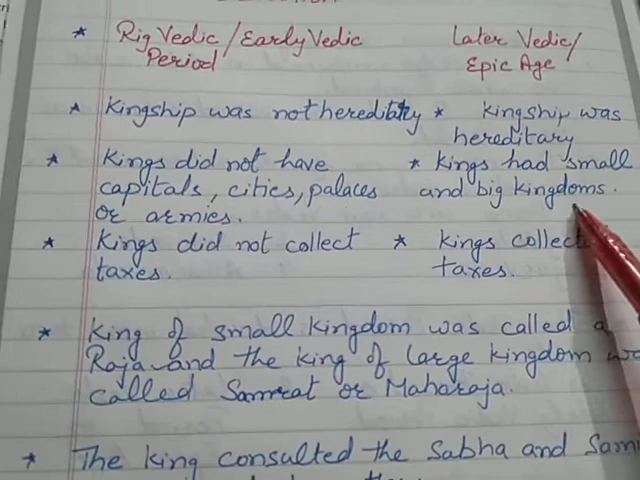 * Rig Vedic / Early Vedic Period
Later Vedic / Epic Age
* Kingship was not hereditary
* Kingship was hereditary
* Kings did not have
capitals, cities, palaces
or armies.
* Kings had small
and big kingdoms.
* Kings did not collect
taxes.
* Kings collect
taxes.
* King of small kingdom was called a
Raja and the king of large kingdom
called Samrat or Maharaja.
* The king consulted the Sabha and